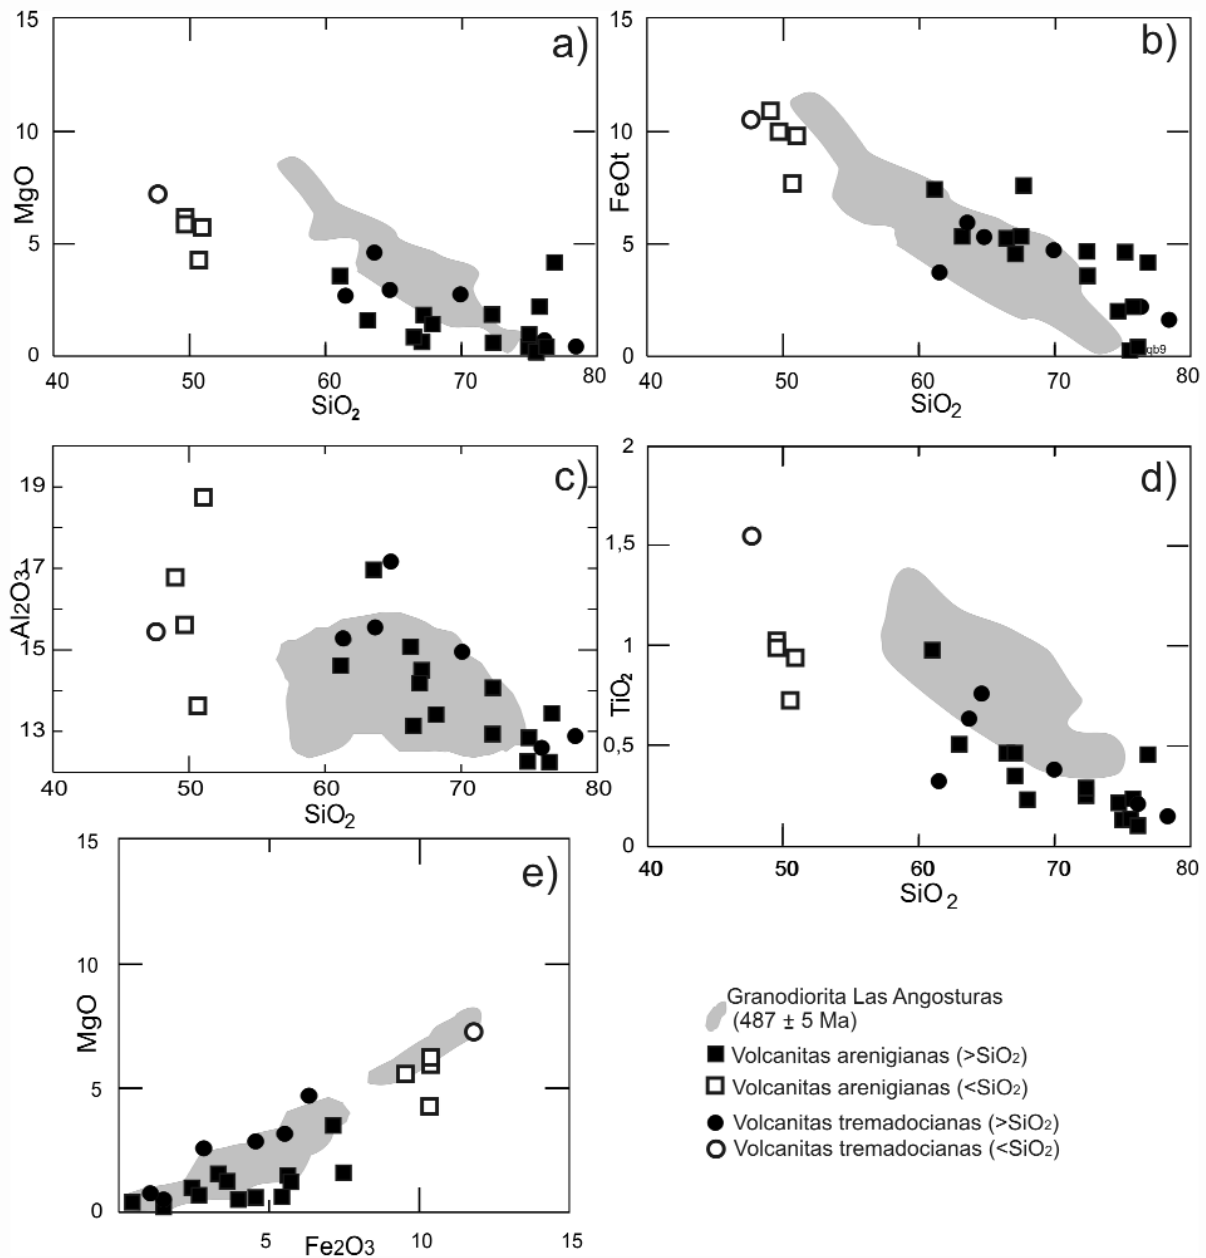 a)
15
10
5
0
MgO
40
50
60
70
80
SiO2
b)
15
10
5
0
FeOt
qb9
40
50
60
70
80
SiO2
c)
19
17
15
13
Al2O3
40
50
60
70
80
SiO2
d)
2
1,5
1
0,5
0
TiO2
40
50
60
70
80
SiO2
e)
15
10
5
0
MgO
5
10
15
Fe2O3
Granodiorita Las Angosturas
(487 ± 5 Ma)
Volcanitas arenigianas (>SiO2)
Volcanitas arenigianas (<SiO2)
Volcanitas tremadocianas (>SiO2)
Volcanitas tremadocianas (<SiO2)